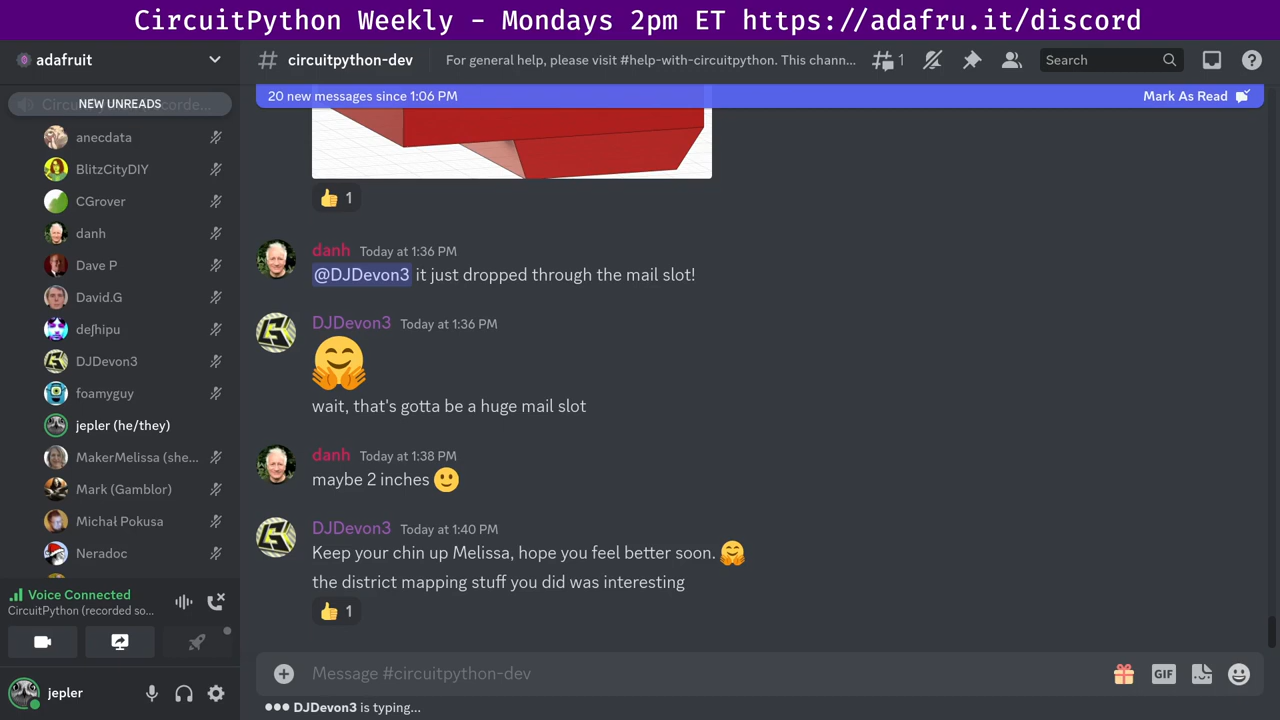 CircuitPython Weekly - Mondays 2pm ET https://adafru.it/discord
adafruit
circuitpython-dev
For general help, please visit #help-with-circuitpython. This chann...
1
Search
NEW UNREADS
20 new messages since 1:06 PM
Mark As Read
anecdata
BlitzCityDIY
CGrover
danh
Dave P
David.G
deʃhipu
DJDevon3
foamyguy
jepler (he/they)
MakerMelissa (she...
Mark (Gamblor)
Michał Pokusa
Neradoc
Voice Connected
CircuitPython (recorded so...
jepler
1
danh Today at 1:36 PM
@DJDevon3 it just dropped through the mail slot!
DJDevon3 Today at 1:36 PM
wait, that's gotta be a huge mail slot
danh Today at 1:38 PM
maybe 2 inches
DJDevon3 Today at 1:40 PM
Keep your chin up Melissa, hope you feel better soon.
the district mapping stuff you did was interesting
1
Message #circuitpython-dev
GIF
DJDevon3 is typing...